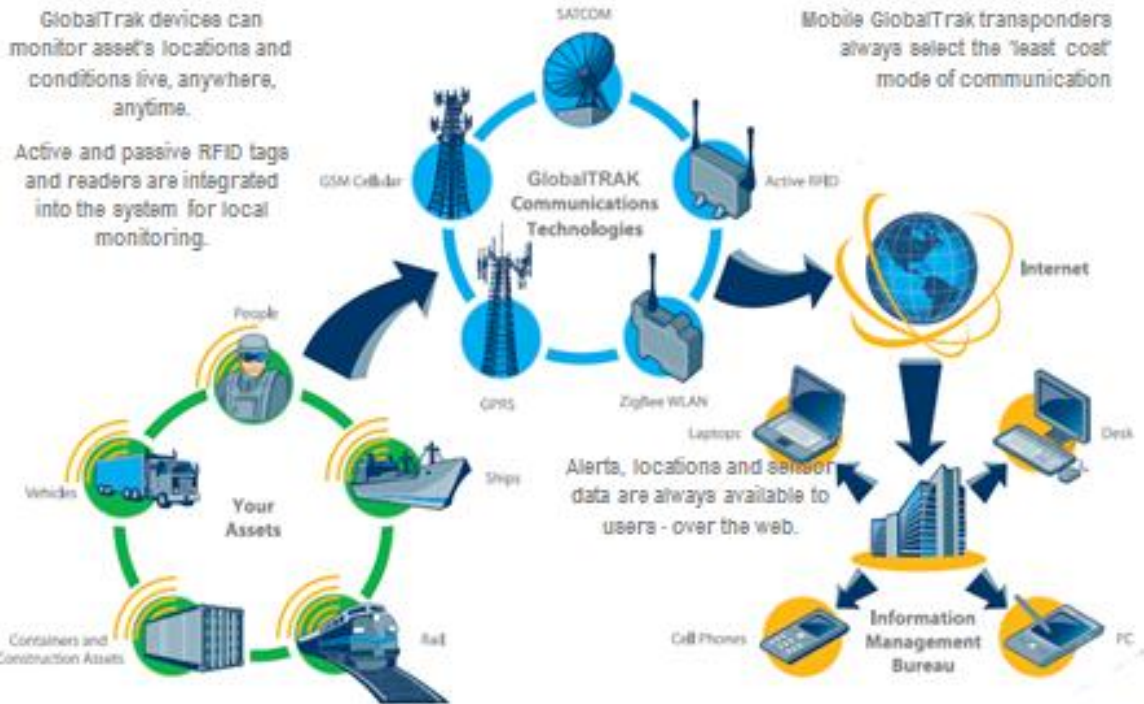 GlobalTrak devices can
monitor asset's locations and
conditions live, anywhere,
anytime.
Active and passive RFID tags
and readers are integrated
into the system for local
monitoring.
SATCOM
Mobile GlobalTrak transponders
always select the 'least cost'
mode of communication
GSM Cellular
GlobalTRAK
Communications
Technologies
Active RFID
Internet
GPRS
ZigBee WLAN
People
Vehicles
Your
Assets
Ships
Containers and
Construction Assets
Rail
Laptops
Desk
Alerts, locations and sensor
data are always available to
users - over the web.
Cell Phones
Information
Management
Bureau
PC